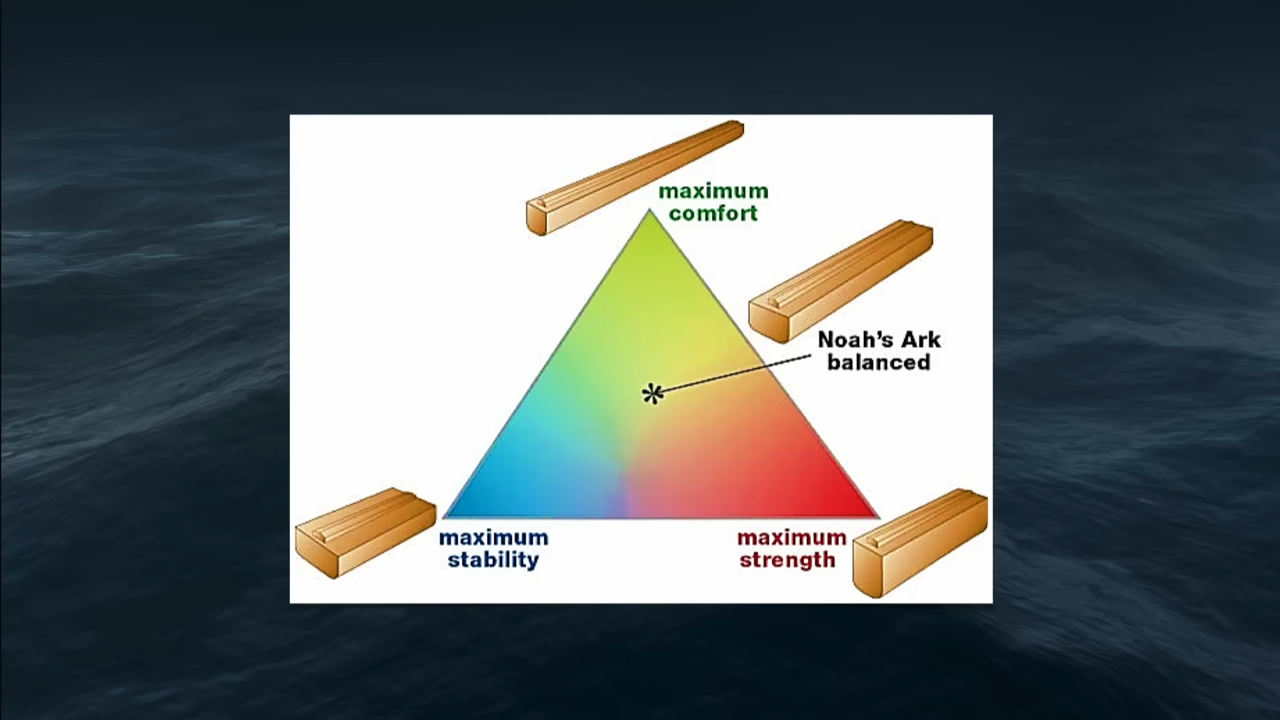 maximum
comfort
Noah's Ark
balanced
*
maximum
stability
maximum
strength